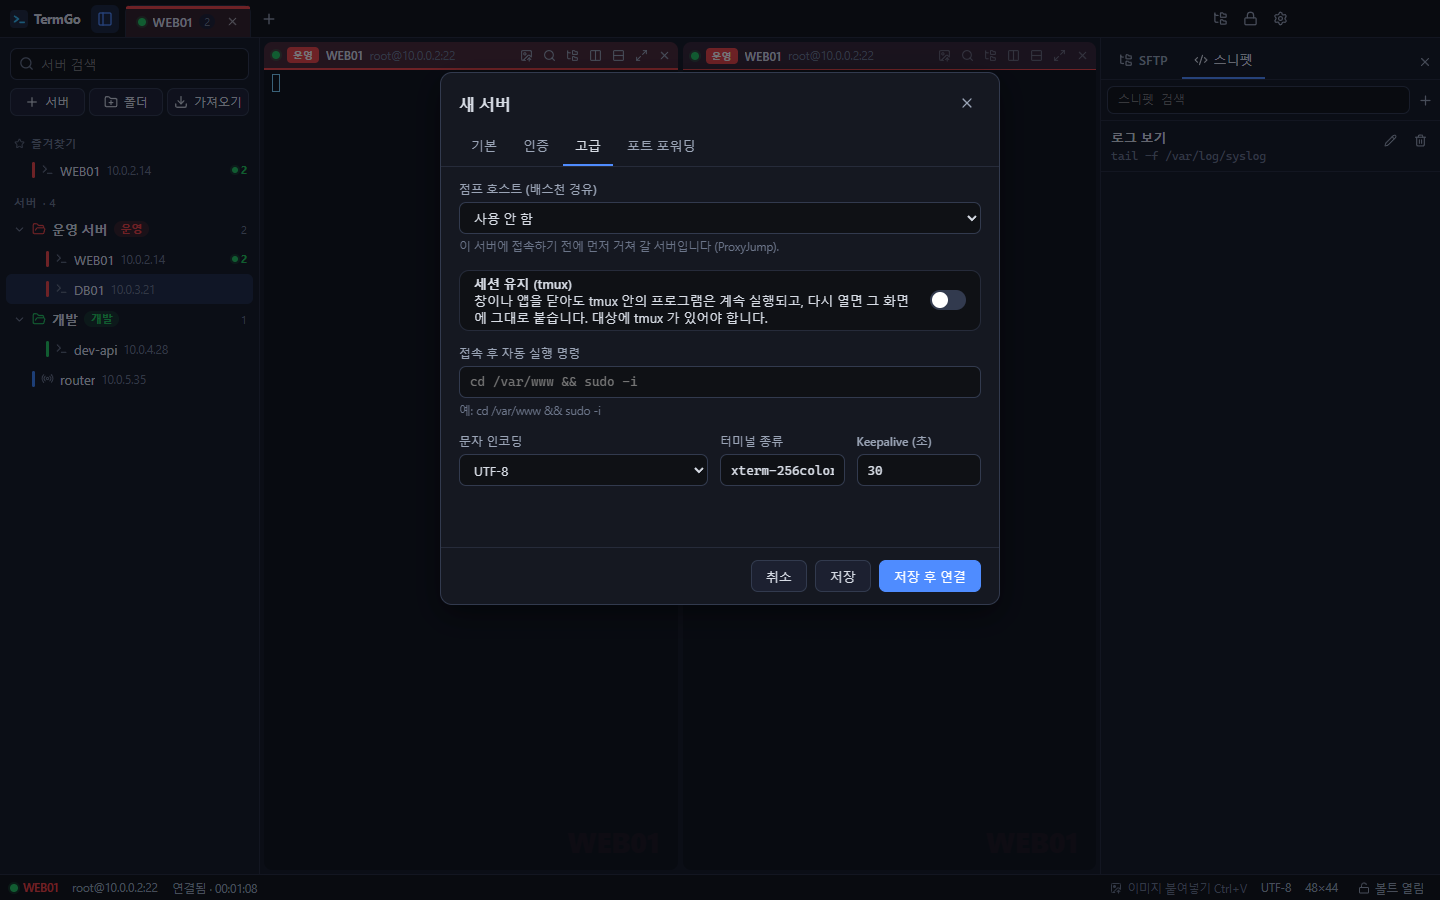 TermGo
WEB01 2
서버 검색
서버
폴더
가져오기
즐겨찾기
WEB01 10.0.2.14 2
서버 · 4
운영 서버 운영 2
WEB01 10.0.2.14 2
DB01 10.0.3.21
개발 개발 1
dev-api 10.0.4.28
router 10.0.5.35
운영 WEB01 root@10.0.0.2:22
운영 WEB01 root@10.0.0.2:22
WEB01
WEB01
새 서버
기본
인증
고급
포트 포워딩
점프 호스트 (배스천 경유)
사용 안 함
이 서버에 접속하기 전에 먼저 거쳐 갈 서버입니다 (ProxyJump).
세션 유지 (tmux)
창이나 앱을 닫아도 tmux 안의 프로그램은 계속 실행되고, 다시 열면 그 화면
에 그대로 붙습니다. 대상에 tmux 가 있어야 합니다.
접속 후 자동 실행 명령
cd /var/www && sudo -i
예: cd /var/www && sudo -i
문자 인코딩
터미널 종류
Keepalive (초)
UTF-8
xterm-256color
30
취소
저장
저장 후 연결
SFTP
스니펫
스니펫 검색
로그 보기
tail -f /var/log/syslog
WEB01 root@10.0.0.2:22 연결됨 · 00:01:08
이미지 붙여넣기 Ctrl+V UTF-8 48×44 볼트 열림